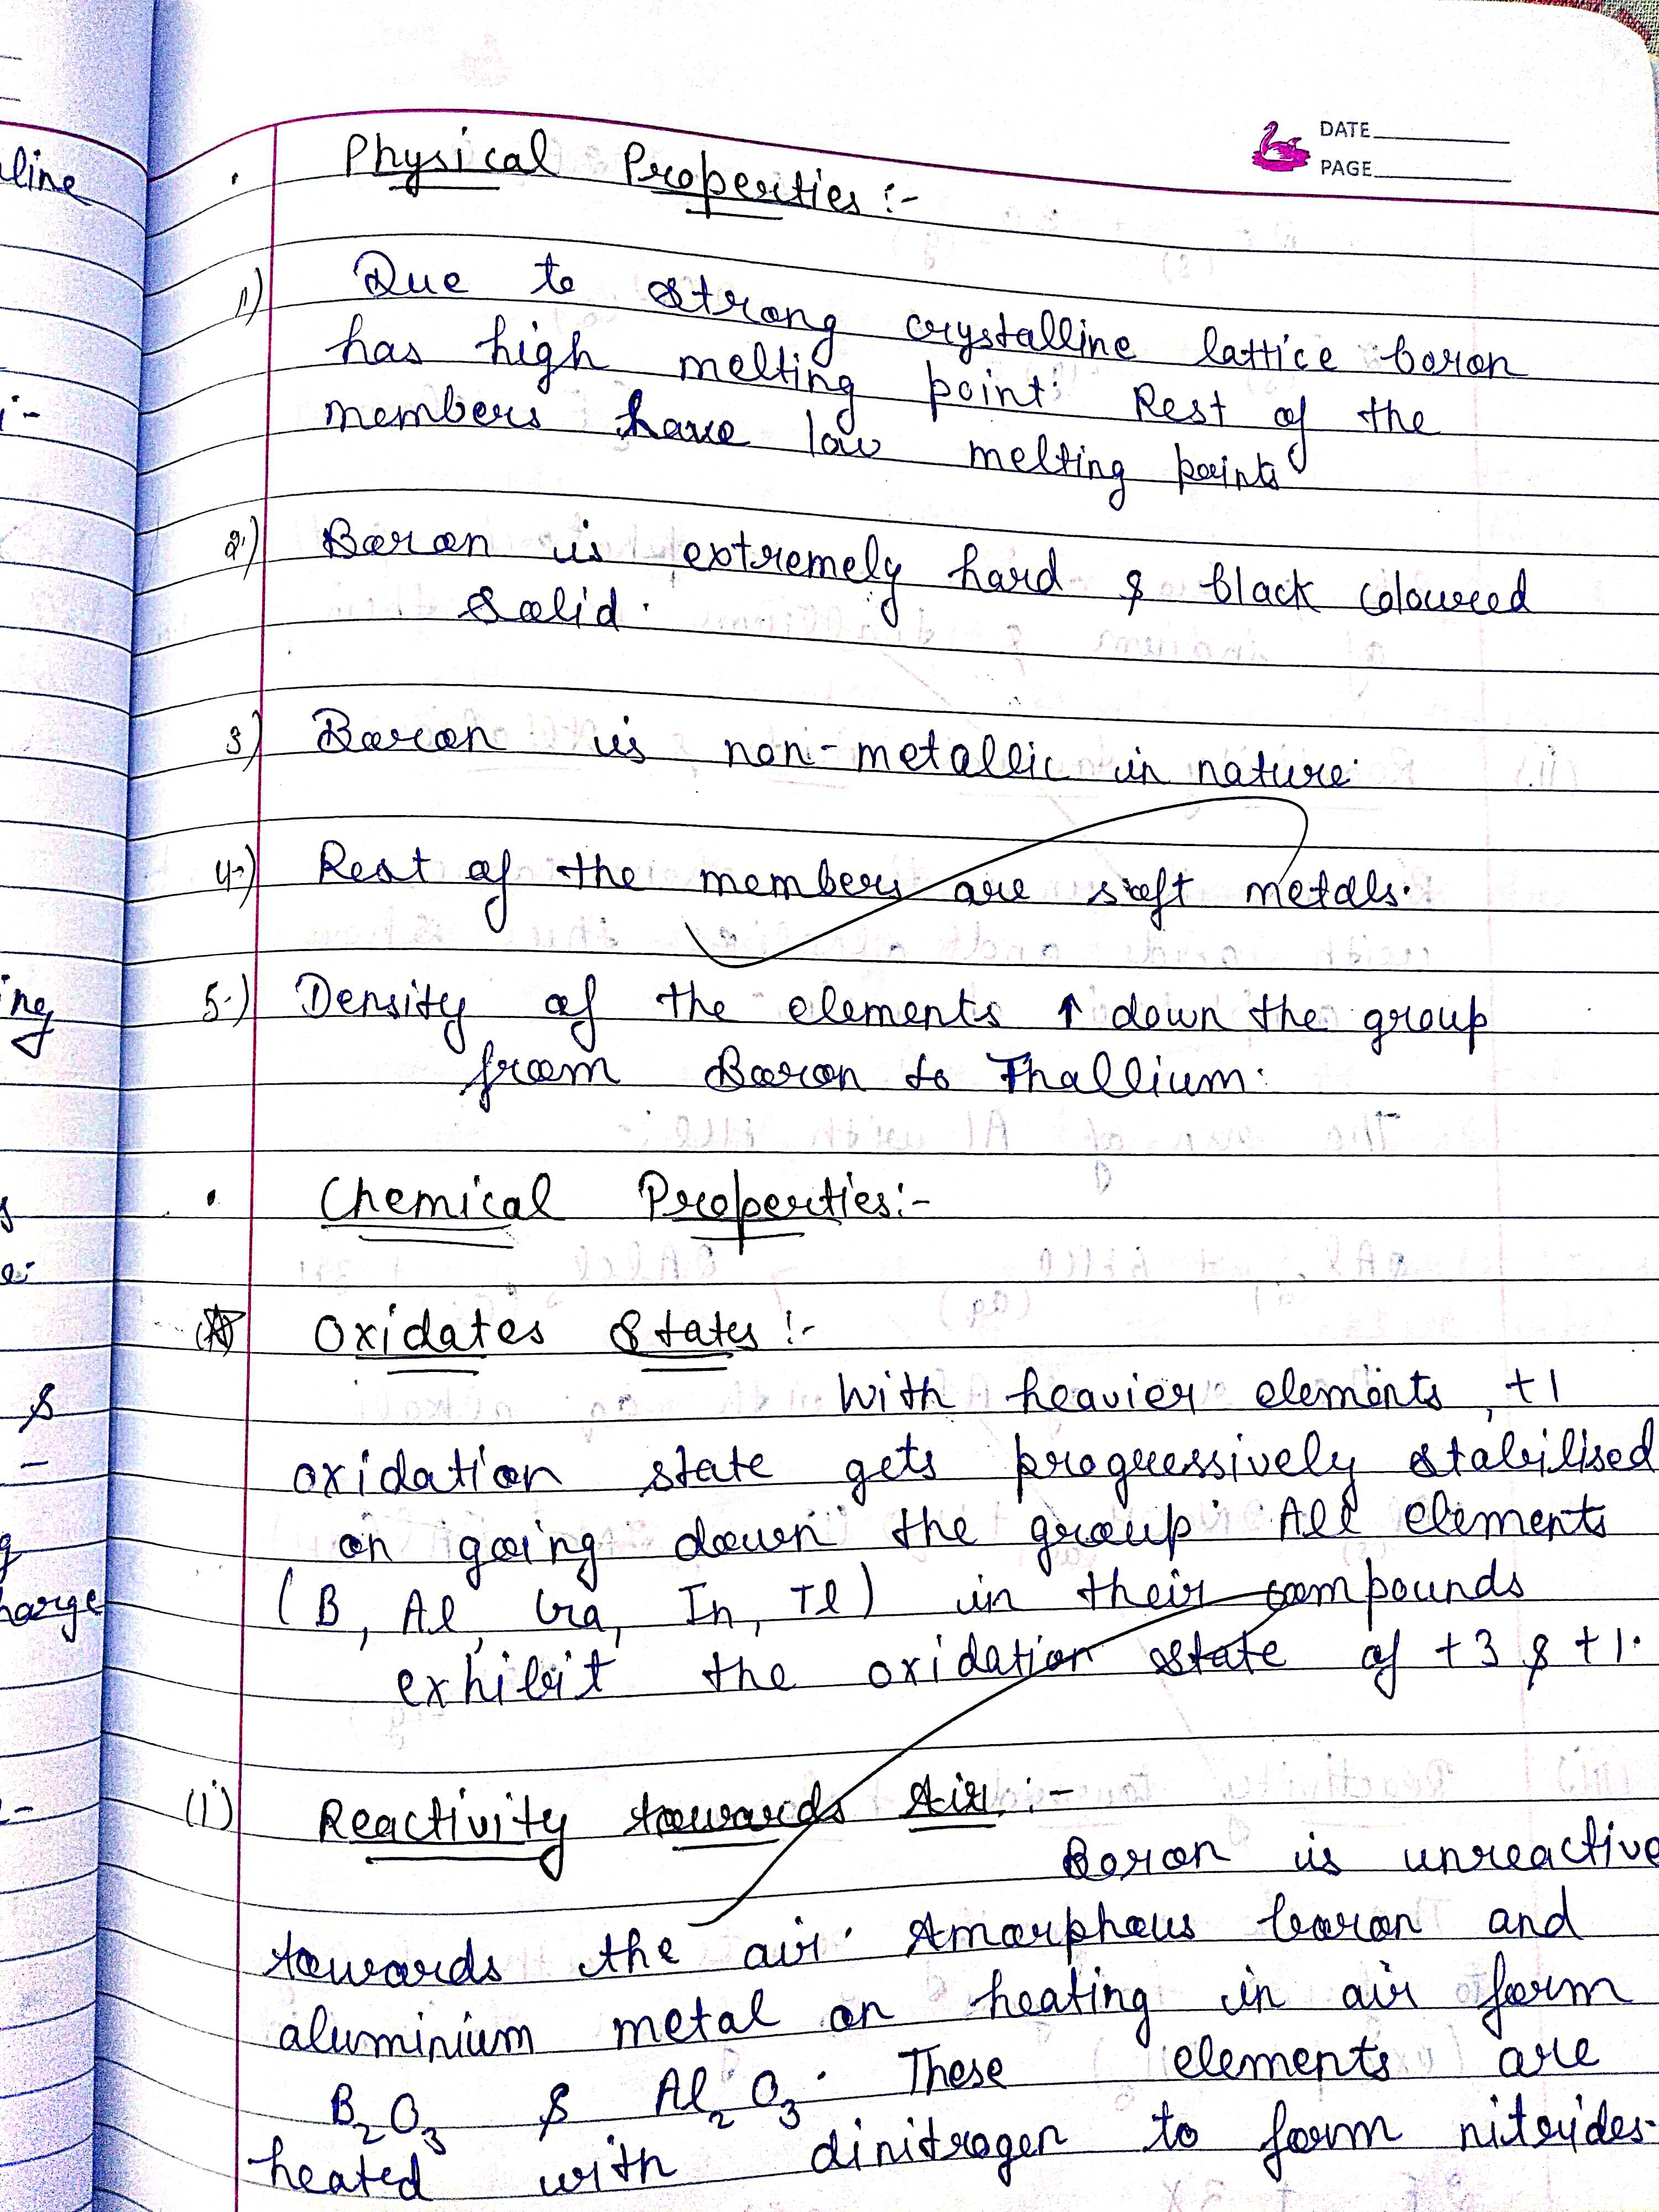 DATE
PAGE
Physical Properties :-
1) Due to strong crystalline lattice boron
has high melting point. Rest of the
members have low melting points
2.) Boron is extremely hard & black coloured
solid.
3) Boron is non-metallic in nature.
4.) Rest of the members are soft metals.
5.) Density of the elements ↑ down the group
from Boron to Thallium.
• Chemical Properties:-
(A) Oxidates States :-
With heavier elements, +1
oxidation state gets progressively stabilised
on going down the group. All elements
(B, Al, Ga, In, Tl) in their compounds
exhibit the oxidation state of +3 & +1.
(i) Reactivity towards Air :-
Boron is unreactive
towards the air. Amorphous boron and
aluminium metal on heating in air form
B₂O₃ & Al₂O₃. These elements are
heated with dinitrogen to form nitrides.
line
:-
ing
s
e.
&
-
g
harge
-